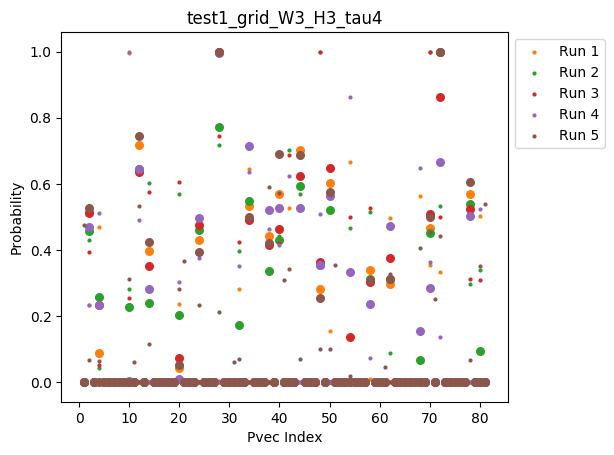 test1_grid_W3_H3_tau4
1.0
0.8
0.6
0.4
0.2
0.0
Probability
0 10 20 30 40 50 60 70 80
Pvec Index
Run 1
Run 2
Run 3
Run 4
Run 5